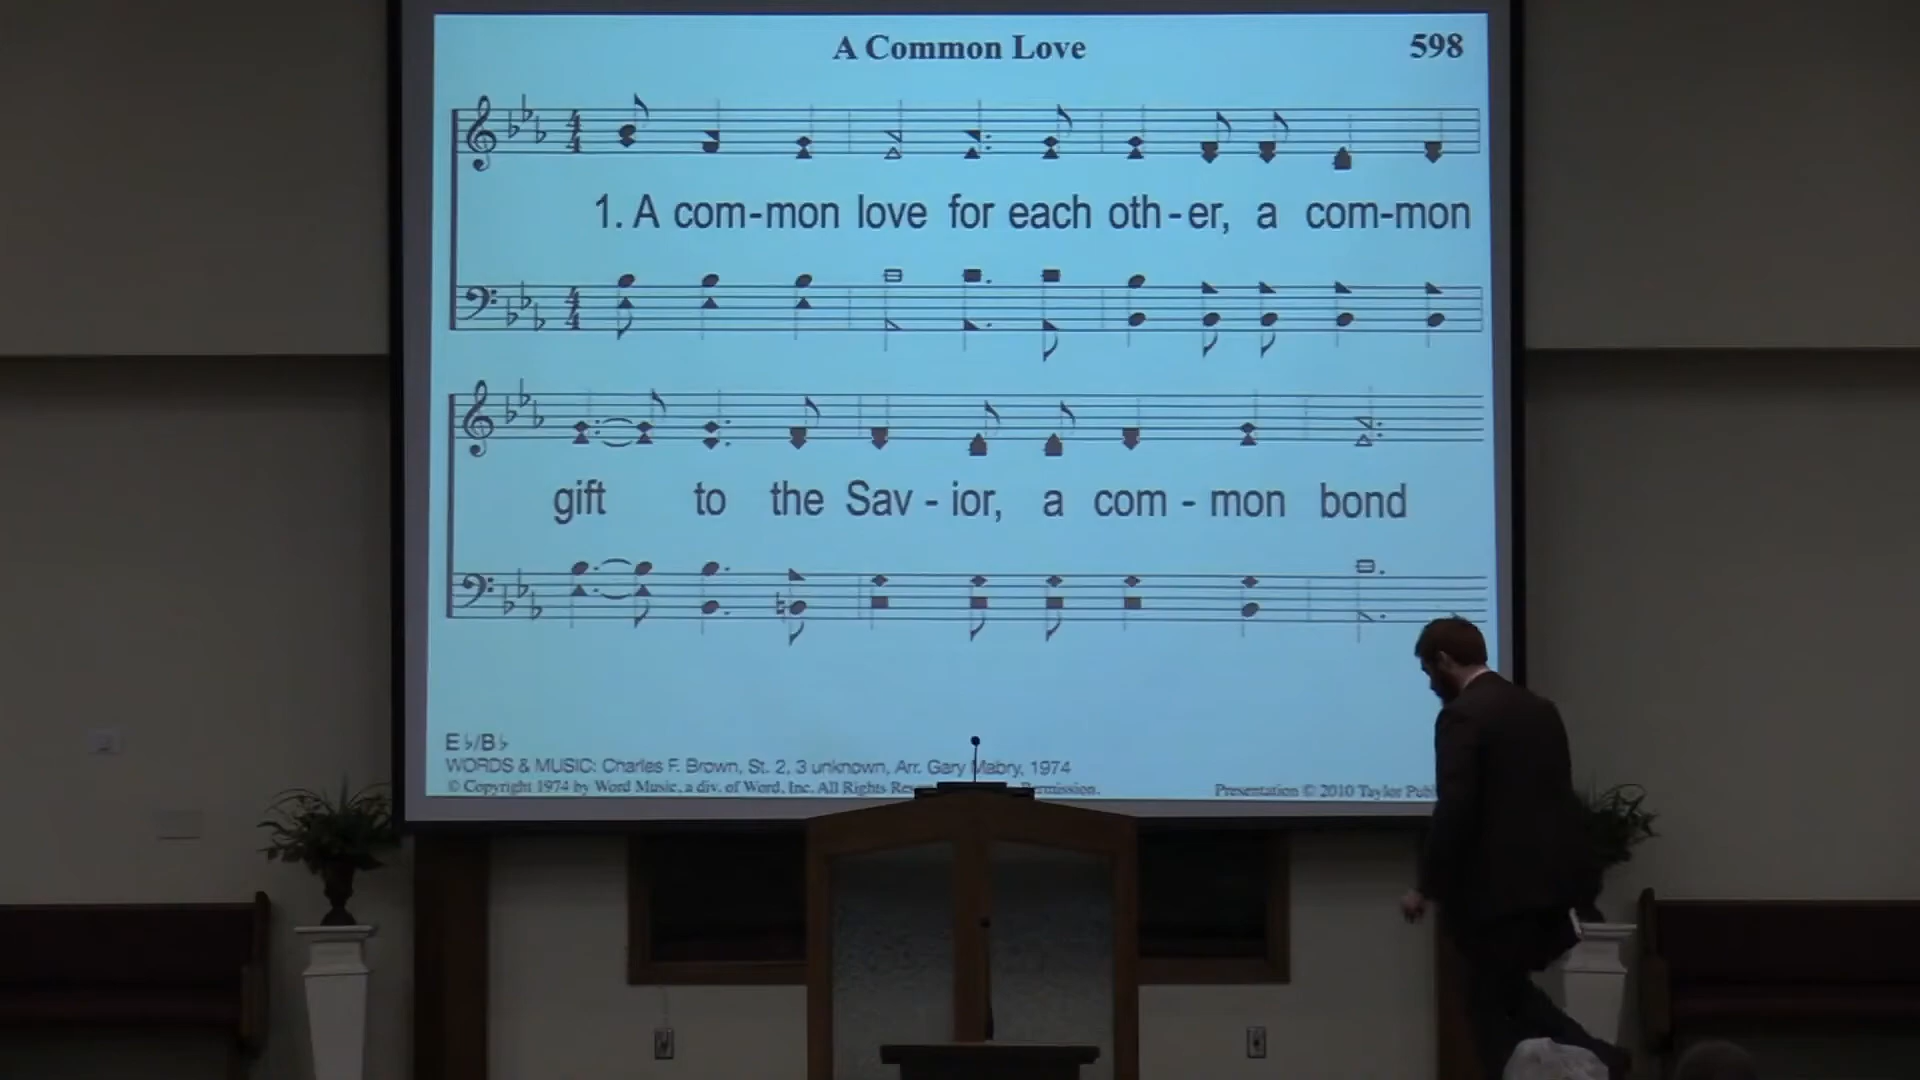 A Common Love 598
1. A com-mon love for each oth-er, a com-mon
gift to the Sav-ior, a com-mon bond
E♭/B♭
WORDS & MUSIC: Charles F. Brown, St. 2, 3 unknown, Arr. Gary Mabry, 1974
© Copyright 1974 by Word Music, a div. of Word, Inc. All Rights Permission. Presentation © 2010 Taylor